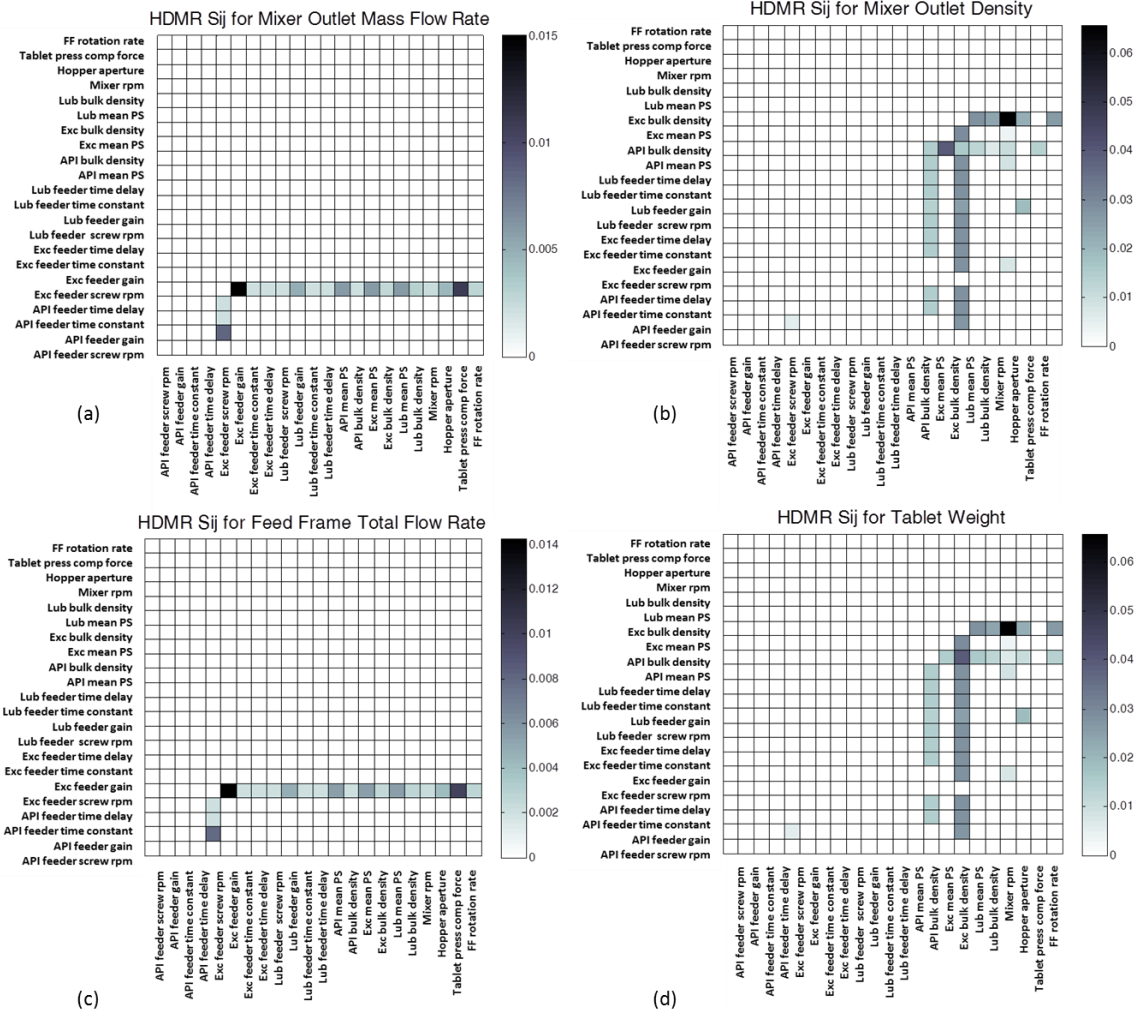 HDMR Sij for Mixer Outlet Mass Flow Rate
FF rotation rate
Tablet press comp force
Hopper aperture
Mixer rpm
Lub bulk density
Lub mean PS
Exc bulk density
Exc mean PS
API bulk density
API mean PS
Lub feeder time delay
Lub feeder time constant
Lub feeder gain
Lub feeder screw rpm
Exc feeder time delay
Exc feeder time constant
Exc feeder gain
Exc feeder screw rpm
API feeder time delay
API feeder time constant
API feeder gain
API feeder screw rpm
0.015
0.01
0.005
0
API feeder screw rpm
API feeder gain
API feeder time constant
API feeder time delay
Exc feeder screw rpm
Exc feeder gain
Exc feeder time constant
Exc feeder time delay
Lub feeder screw rpm
Lub feeder gain
Lub feeder time constant
Lub feeder time delay
API mean PS
API bulk density
Exc mean PS
Exc bulk density
Lub mean PS
Lub bulk density
Mixer rpm
Hopper aperture
Tablet press comp force
FF rotation rate
(a)
HDMR Sij for Mixer Outlet Density
FF rotation rate
Tablet press comp force
Hopper aperture
Mixer rpm
Lub bulk density
Lub mean PS
Exc bulk density
Exc mean PS
API bulk density
API mean PS
Lub feeder time delay
Lub feeder time constant
Lub feeder gain
Lub feeder screw rpm
Exc feeder time delay
Exc feeder time constant
Exc feeder gain
Exc feeder screw rpm
API feeder time delay
API feeder time constant
API feeder gain
API feeder screw rpm
0.06
0.05
0.04
0.03
0.02
0.01
0
API feeder screw rpm
API feeder gain
API feeder time constant
API feeder time delay
Exc feeder screw rpm
Exc feeder gain
Exc feeder time constant
Exc feeder time delay
Lub feeder screw rpm
Lub feeder gain
Lub feeder time constant
Lub feeder time delay
API mean PS
API bulk density
Exc mean PS
Exc bulk density
Lub mean PS
Lub bulk density
Mixer rpm
Hopper aperture
Tablet press comp force
FF rotation rate
(b)
HDMR Sij for Feed Frame Total Flow Rate
FF rotation rate
Tablet press comp force
Hopper aperture
Mixer rpm
Lub bulk density
Lub mean PS
Exc bulk density
Exc mean PS
API bulk density
API mean PS
Lub feeder time delay
Lub feeder time constant
Lub feeder gain
Lub feeder screw rpm
Exc feeder time delay
Exc feeder time constant
Exc feeder gain
Exc feeder screw rpm
API feeder time delay
API feeder time constant
API feeder gain
API feeder screw rpm
0.014
0.012
0.01
0.008
0.006
0.004
0.002
0
API feeder screw rpm
API feeder gain
API feeder time constant
API feeder time delay
Exc feeder screw rpm
Exc feeder gain
Exc feeder time constant
Exc feeder time delay
Lub feeder screw rpm
Lub feeder gain
Lub feeder time constant
Lub feeder time delay
API mean PS
API bulk density
Exc mean PS
Exc bulk density
Lub mean PS
Lub bulk density
Mixer rpm
Hopper aperture
Tablet press comp force
FF rotation rate
(c)
HDMR Sij for Tablet Weight
FF rotation rate
Tablet press comp force
Hopper aperture
Mixer rpm
Lub bulk density
Lub mean PS
Exc bulk density
Exc mean PS
API bulk density
API mean PS
Lub feeder time delay
Lub feeder time constant
Lub feeder gain
Lub feeder screw rpm
Exc feeder time delay
Exc feeder time constant
Exc feeder gain
Exc feeder screw rpm
API feeder time delay
API feeder time constant
API feeder gain
API feeder screw rpm
0.06
0.05
0.04
0.03
0.02
0.01
0
API feeder screw rpm
API feeder gain
API feeder time constant
API feeder time delay
Exc feeder screw rpm
Exc feeder gain
Exc feeder time constant
Exc feeder time delay
Lub feeder screw rpm
Lub feeder gain
Lub feeder time constant
Lub feeder time delay
API mean PS
API bulk density
Exc mean PS
Exc bulk density
Lub mean PS
Lub bulk density
Mixer rpm
Hopper aperture
Tablet press comp force
FF rotation rate
(d)